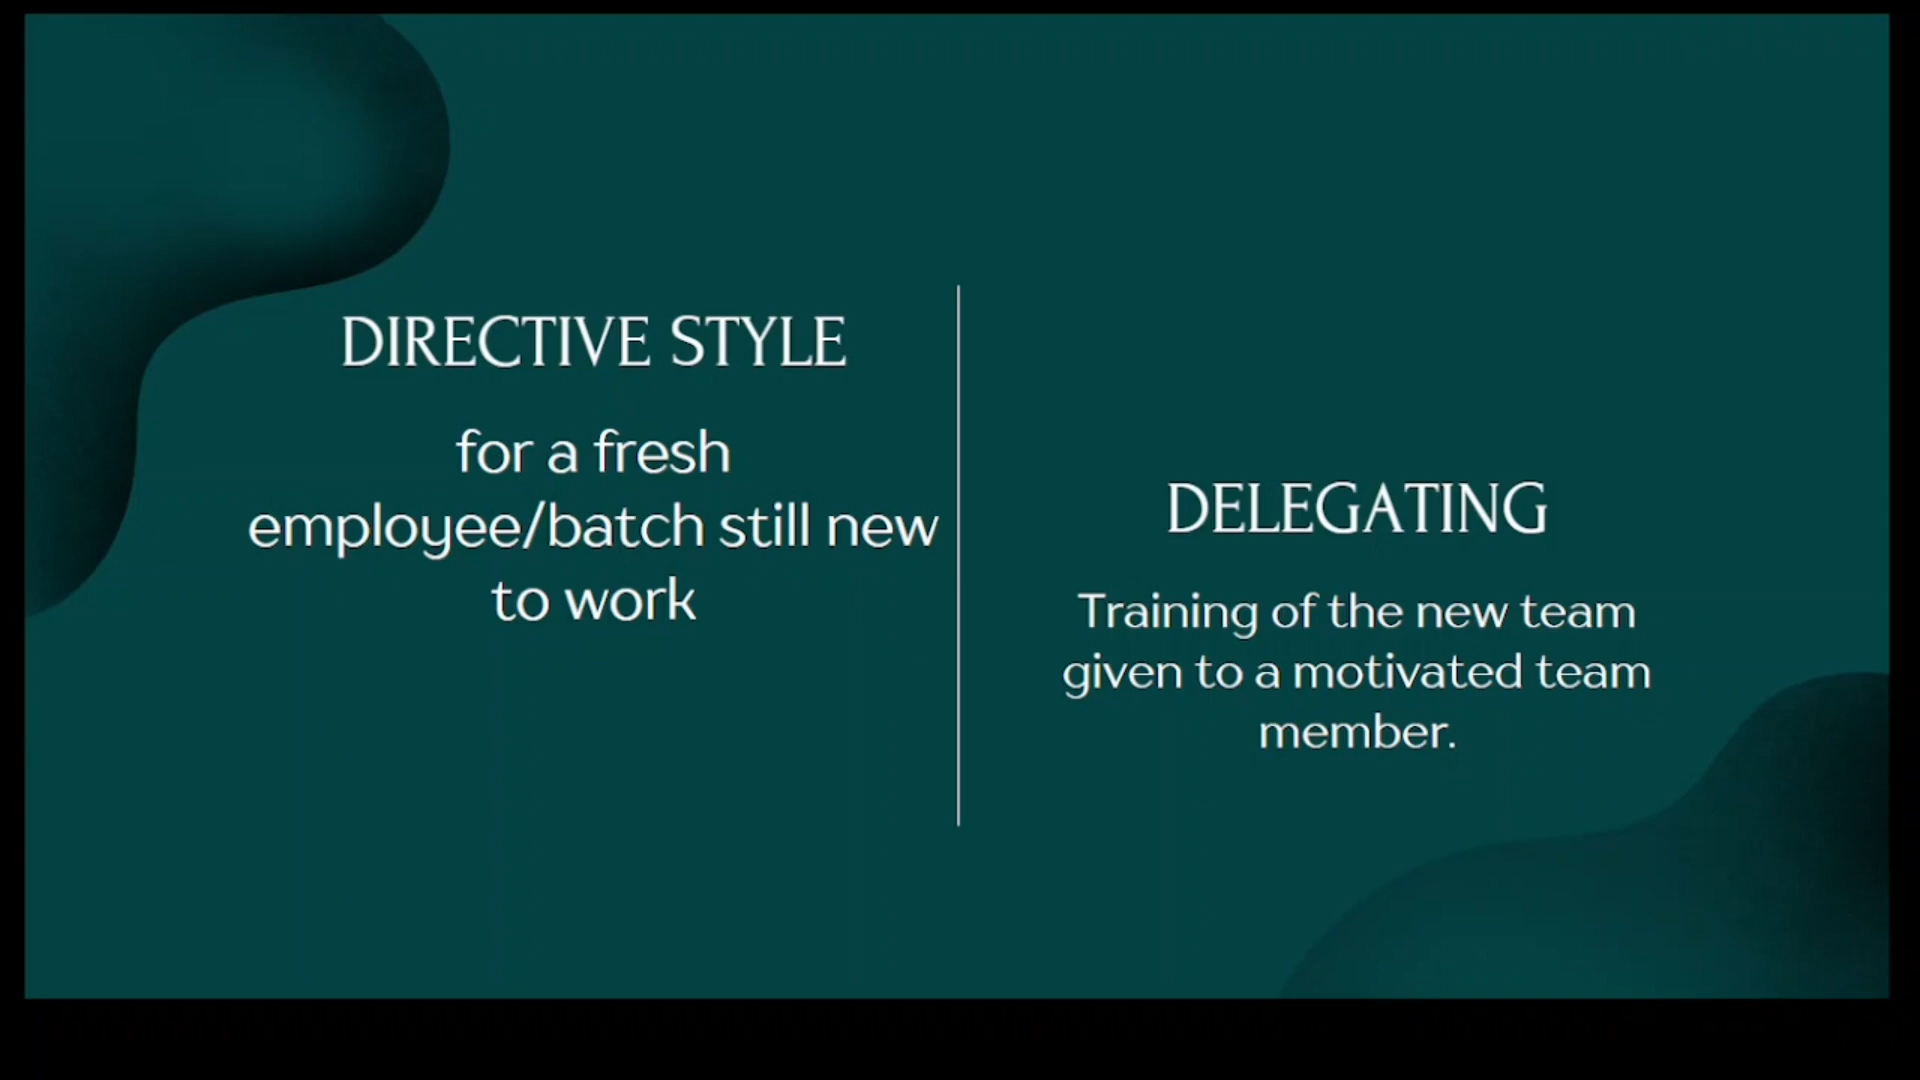 DIRECTIVE STYLE
for a fresh
employee/batch still new
to work
DELEGATING
Training of the new team
given to a motivated team
member.